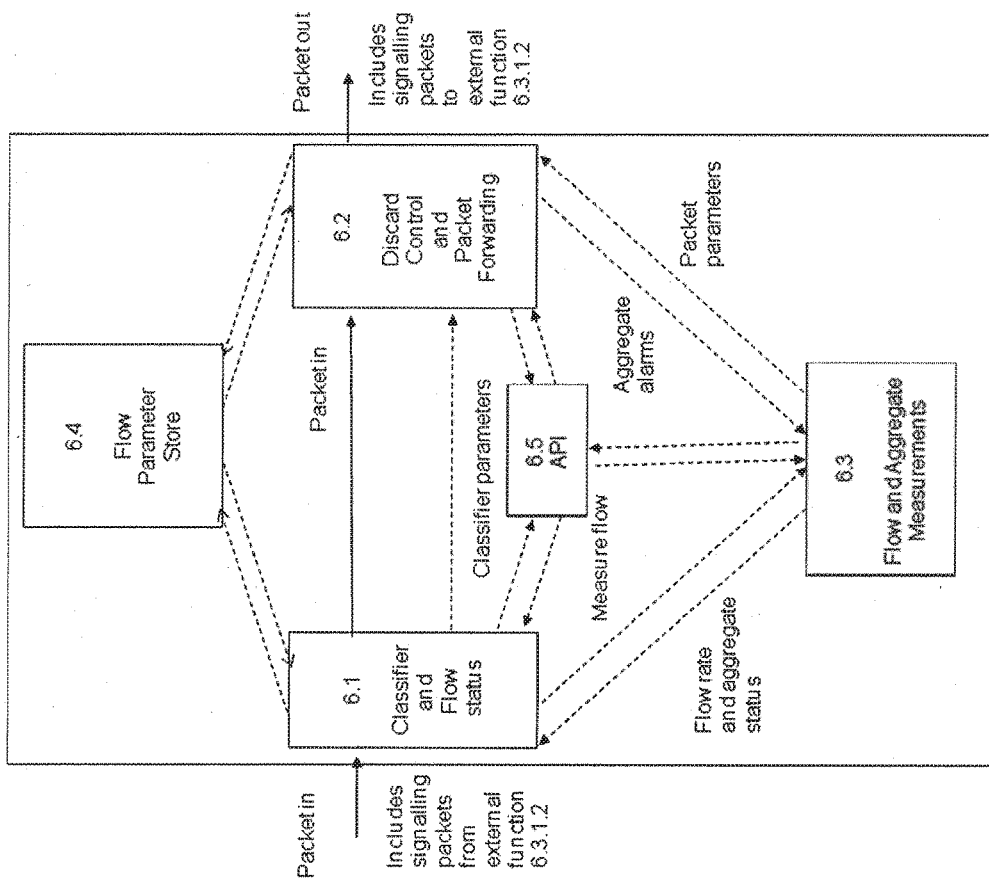 Packet in
Includes
signalling
packets
from
external
function
6.3.1.2
6.4
Flow
Parameter
Store
6.1
Classifier
and
Flow
status
Packet in
6.2
Discard
Control
and
Packet
Forwarding
Packet out
Includes
signalling
packets
to
external
function
6.3.1.2
Classifier parameters
6.5
API
Measure flow
Aggregate
alarms
Packet
parameters
Flow rate
and aggregate
status
6.3
Flow and Aggregate
Measurements